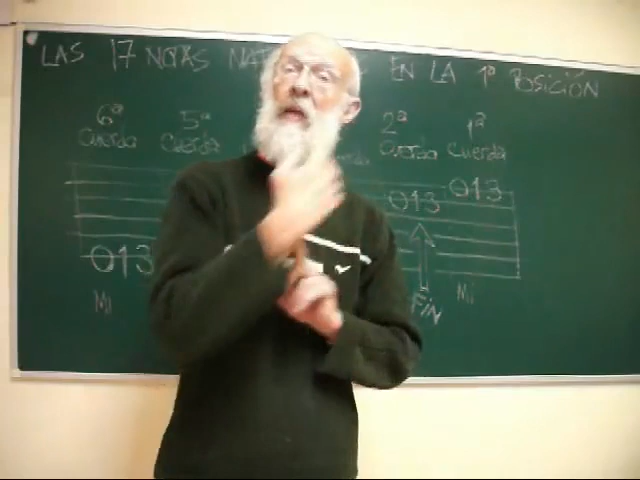 LAS 17 NOTAS NAT EN LA 1ª POSICIÓN
6ª 5ª 2ª 1ª
Cuerda Cuerda Cuerda Cuerda
013 013 013
Mi FIN Mi